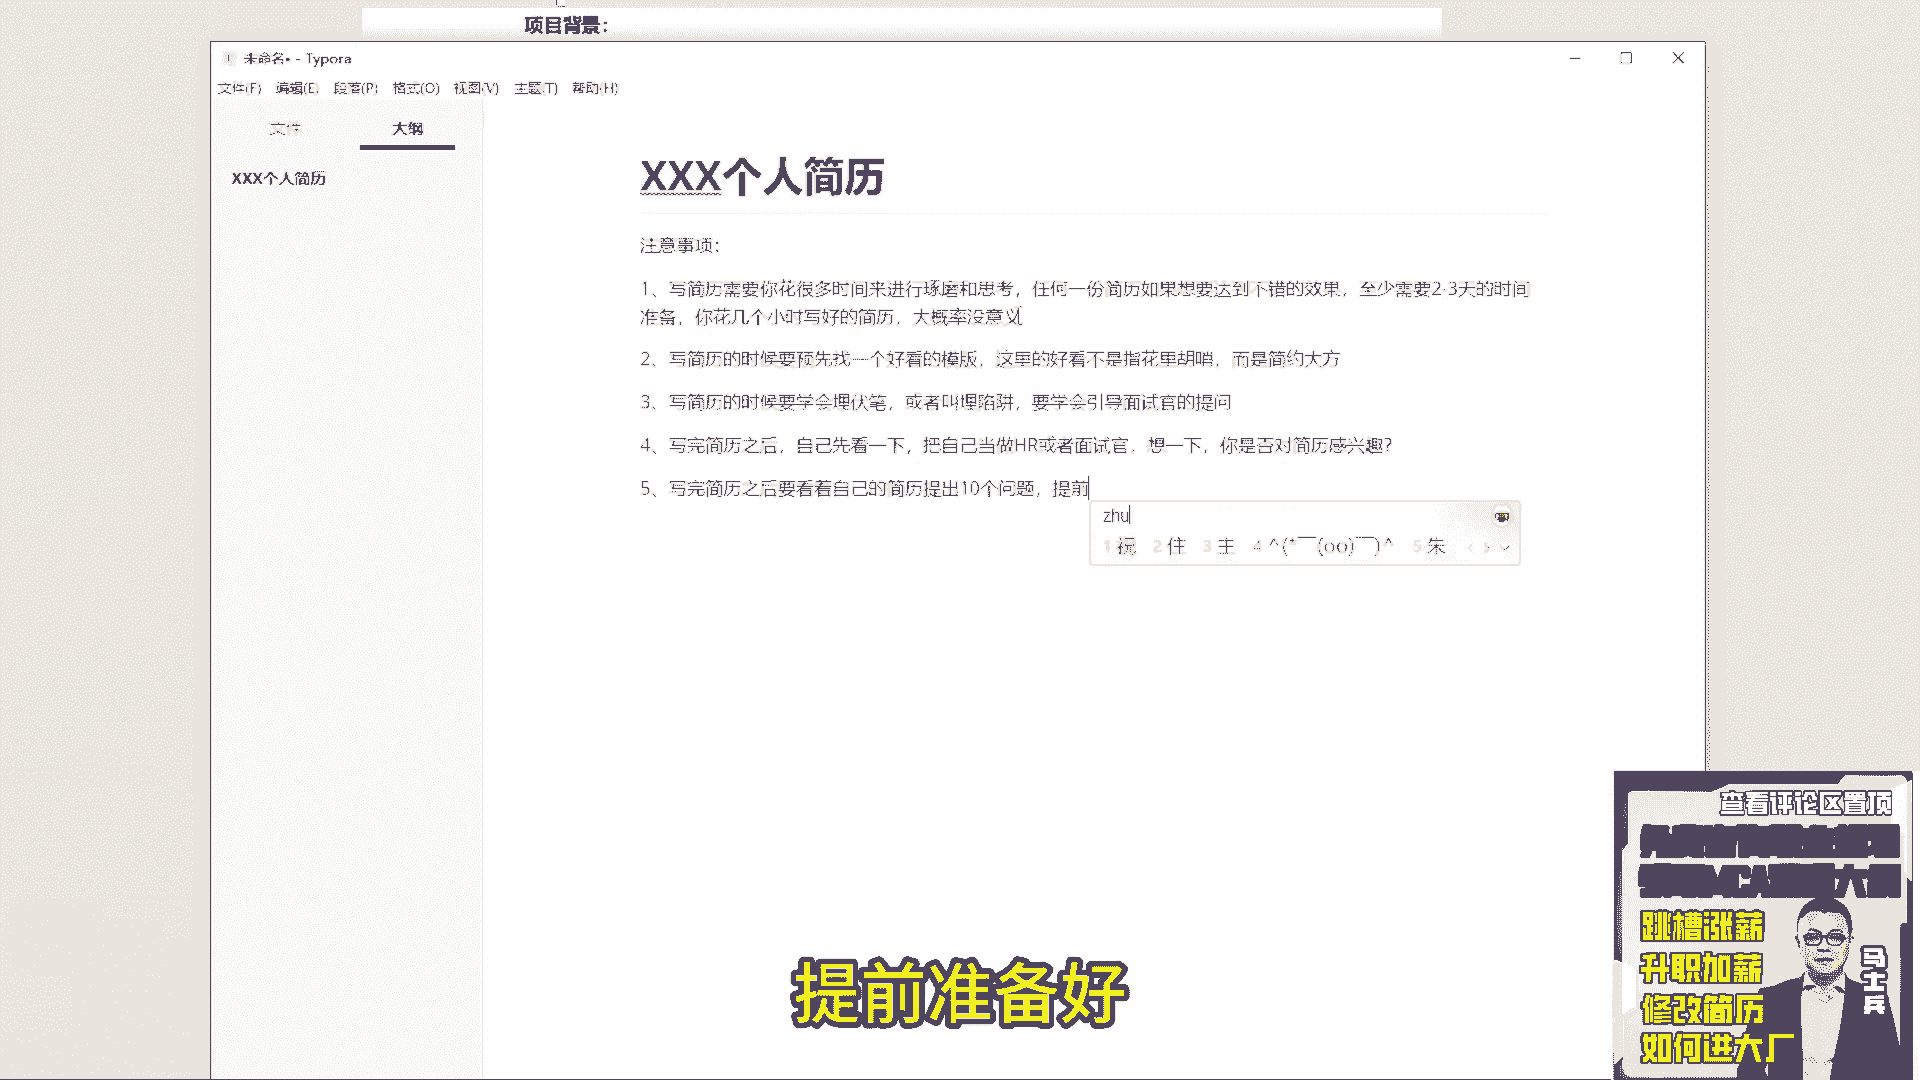 项目背景：
未命名• - Typora
文件(F) 编辑(E) 段落(P) 格式(O) 视图(V) 主题(T) 帮助(H)
文件 大纲
XXX个人简历
XXX个人简历
注意事项：
1、写简历需要你花很多时间来进行琢磨和思考，任何一份简历如果想要达到不错的效果，至少需要2-3天的时间
准备，你花几个小时写好的简历，大概率没意义
2、写简历的时候要预先找一个好看的模版，这里的好看不是指花里胡哨，而是简约大方
3、写简历的时候要学会埋伏笔，或者叫埋陷阱，要学会引导面试官的提问
4、写完简历之后，自己先看一下，把自己当做HR或者面试官，想一下，你是否对简历感兴趣？
5、写完简历之后要看着自己的简历提出10个问题，提前
zhu
1 祝 2 住 3 主 4 ^(*￣(oo)￣)^ 5 朱
提前准备好
查看评论区置顶
跳槽涨薪
升职加薪
修改简历
如何进大厂
马士兵